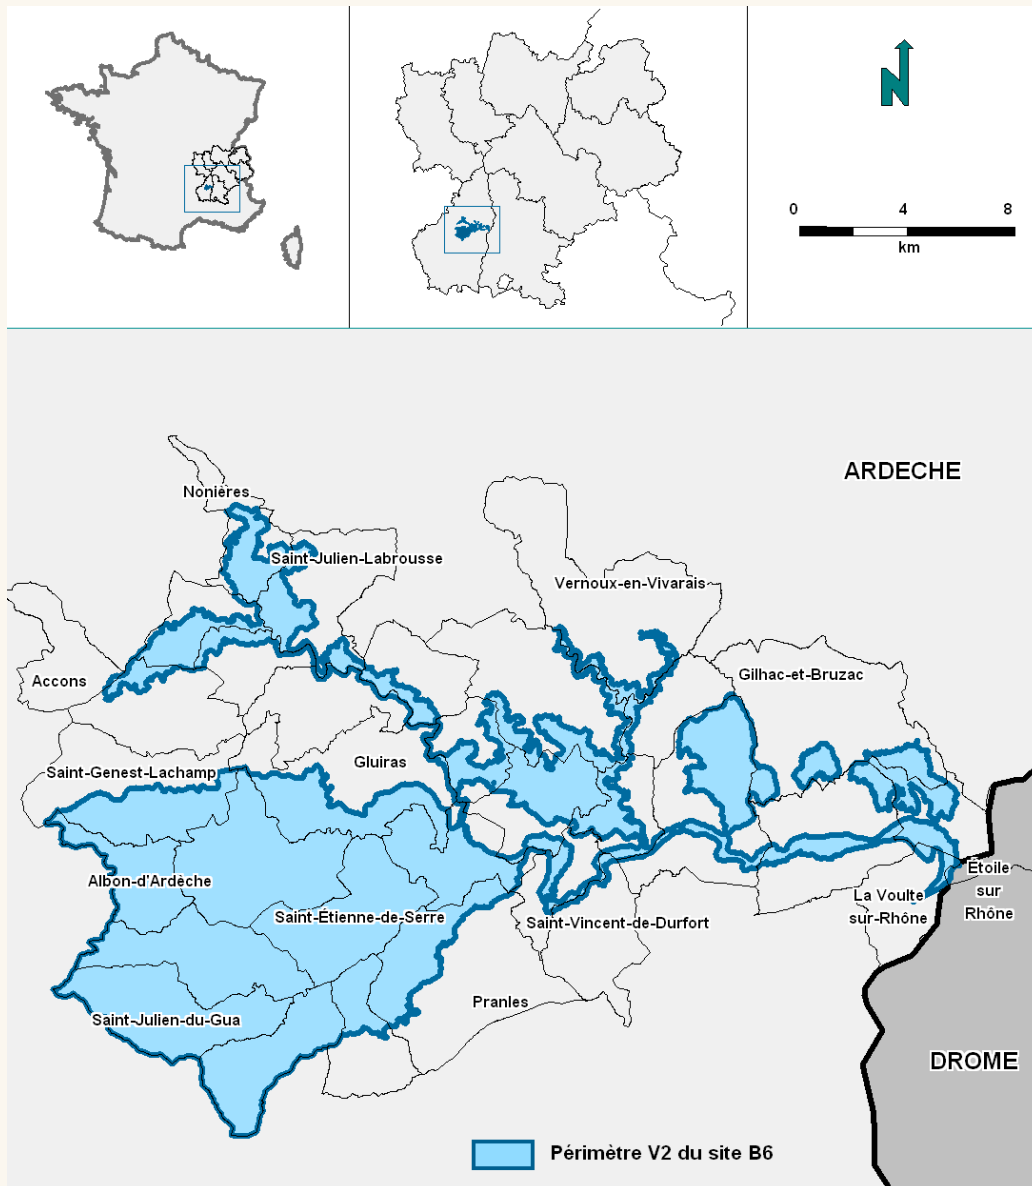 N
0 4 8
km
ARDECHE
Nonières
Saint-Julien-Labrousse
Vernoux-en-Vivarais
Accons
Gilhac-et-Bruzac
Saint-Genest-Lachamp
Gluiras
Albon-d'Ardèche
Saint-Étienne-de-Serre
Saint-Vincent-de-Durfort
La Voulte
sur-Rhône
Étoile
sur
Rhône
Pranles
Saint-Julien-du-Gua
DROME
Périmètre V2 du site B6